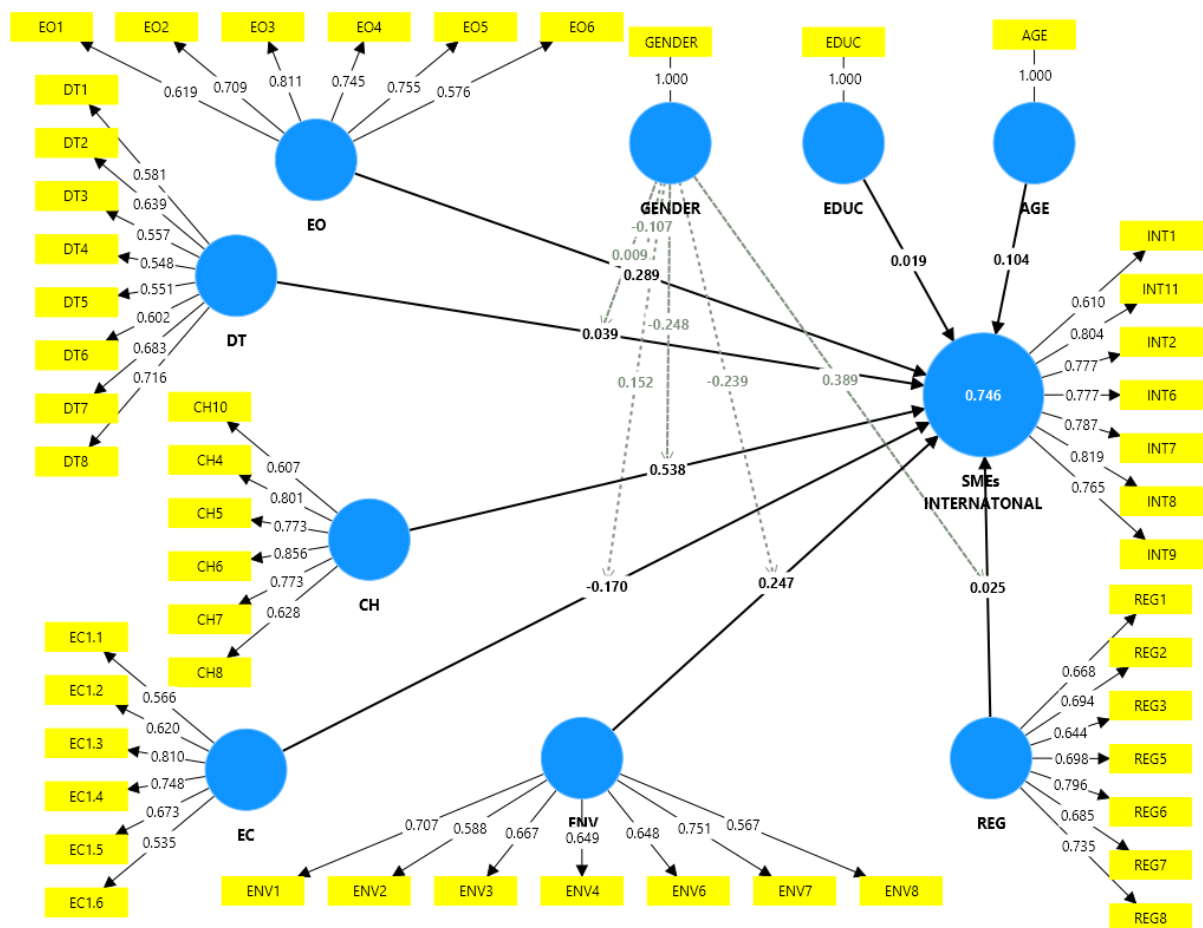 EO1
EO2
EO3
EO4
EO5
EO6
GENDER
EDUC
AGE
0.619
0.709
0.811
0.745
0.755
0.576
1.000
1.000
1.000
DT1
DT2
DT3
DT4
DT5
DT6
DT7
DT8
0.581
0.639
0.557
0.548
0.551
0.602
0.683
0.716
EO
DT
GENDER
EDUC
AGE
-0.107
0.009
0.289
0.039
-0.248
0.152
-0.239
0.389
0.019
0.104
0.746
SMEs
INTERNATONAL
INT1
INT11
INT2
INT6
INT7
INT8
INT9
0.610
0.804
0.777
0.777
0.787
0.819
0.765
CH10
CH4
CH5
CH6
CH7
CH8
0.607
0.801
0.773
0.856
0.773
0.628
CH
0.538
-0.170
0.247
0.025
EC1.1
EC1.2
EC1.3
EC1.4
EC1.5
EC1.6
0.566
0.620
0.810
0.748
0.673
0.535
EC
ENV
0.707
0.588
0.667
0.649
0.648
0.751
0.567
ENV1
ENV2
ENV3
ENV4
ENV6
ENV7
ENV8
REG
REG1
REG2
REG3
REG5
REG6
REG7
REG8
0.668
0.694
0.644
0.698
0.796
0.685
0.735